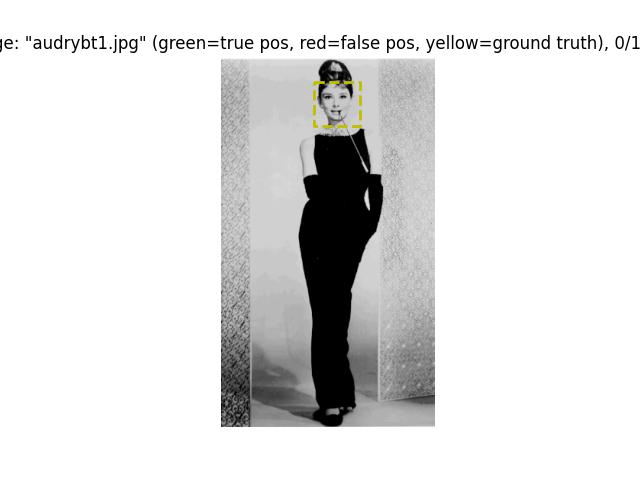 ge: "audrybt1.jpg" (green=true pos, red=false pos, yellow=ground truth), 0/1